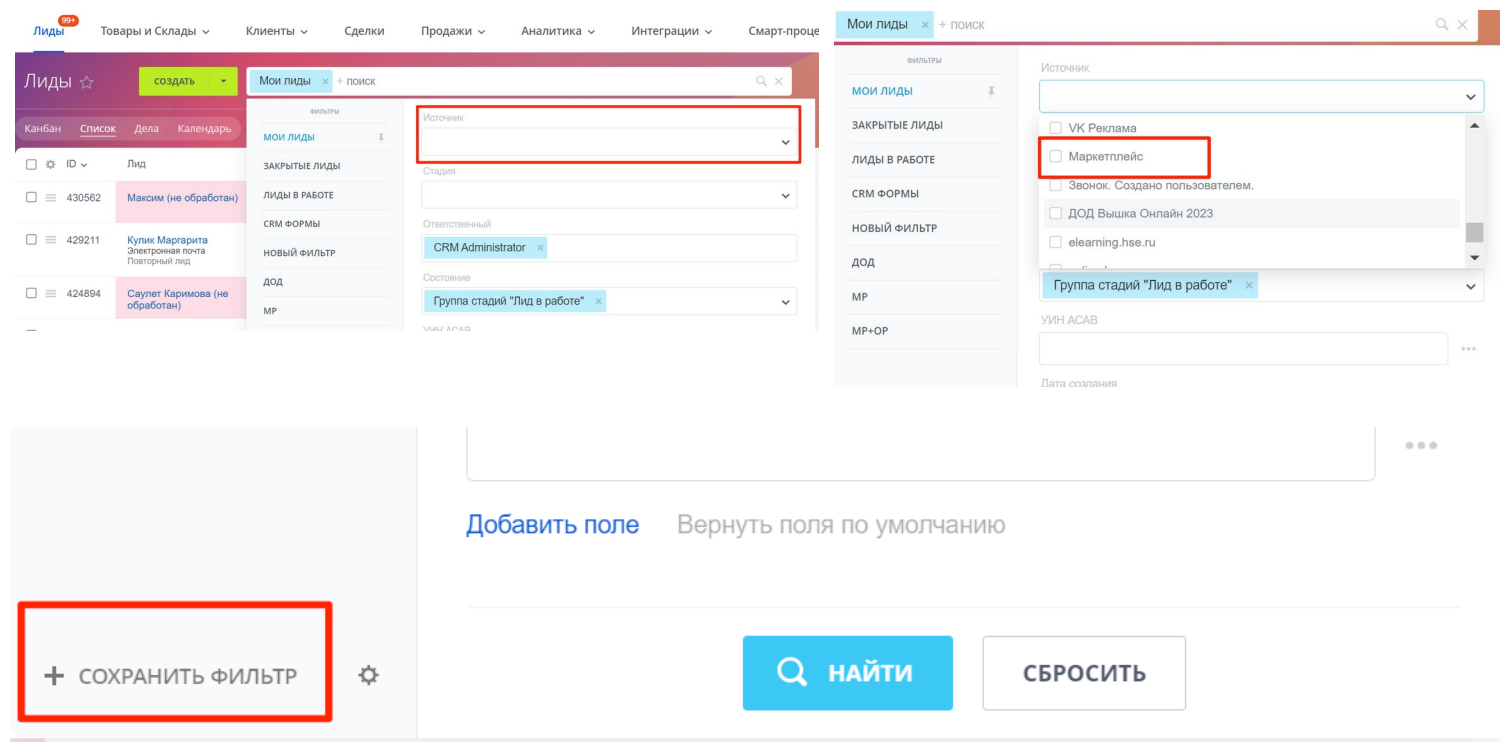 99+
Лиды Товары и Склады Клиенты Сделки Продажи Аналитика Интеграции Смарт-проце
Лиды СОЗДАТЬ Мои лиды × + поиск
Канбан Список Дела Календарь
ID Лид
430562 Максим (не обработан)
429211 Кулик Маргарита
Электронная почта
Повторный лид
424894 Саулет Каримова (не
обработан)
ФИЛЬТРЫ
МОИ ЛИДЫ
ЗАКРЫТЫЕ ЛИДЫ
ЛИДЫ В РАБОТЕ
CRM ФОРМЫ
НОВЫЙ ФИЛЬТР
ДОД
МР
Источник
Стадия
Ответственный
CRM Administrator ×
Состояние
Группа стадий "Лид в работе" ×
УИН АСАВ
Мои лиды × + поиск
ФИЛЬТРЫ
МОИ ЛИДЫ
ЗАКРЫТЫЕ ЛИДЫ
ЛИДЫ В РАБОТЕ
CRM ФОРМЫ
НОВЫЙ ФИЛЬТР
ДОД
МР
МР+ОР
Источник
VK Реклама
Маркетплейс
Звонок. Создано пользователем.
ДОД Вышка Онлайн 2023
elearning.hse.ru
Группа стадий "Лид в работе" ×
УИН АСАВ
Дата создания
Добавить поле Вернуть поля по умолчанию
+ СОХРАНИТЬ ФИЛЬТР
НАЙТИ СБРОСИТЬ